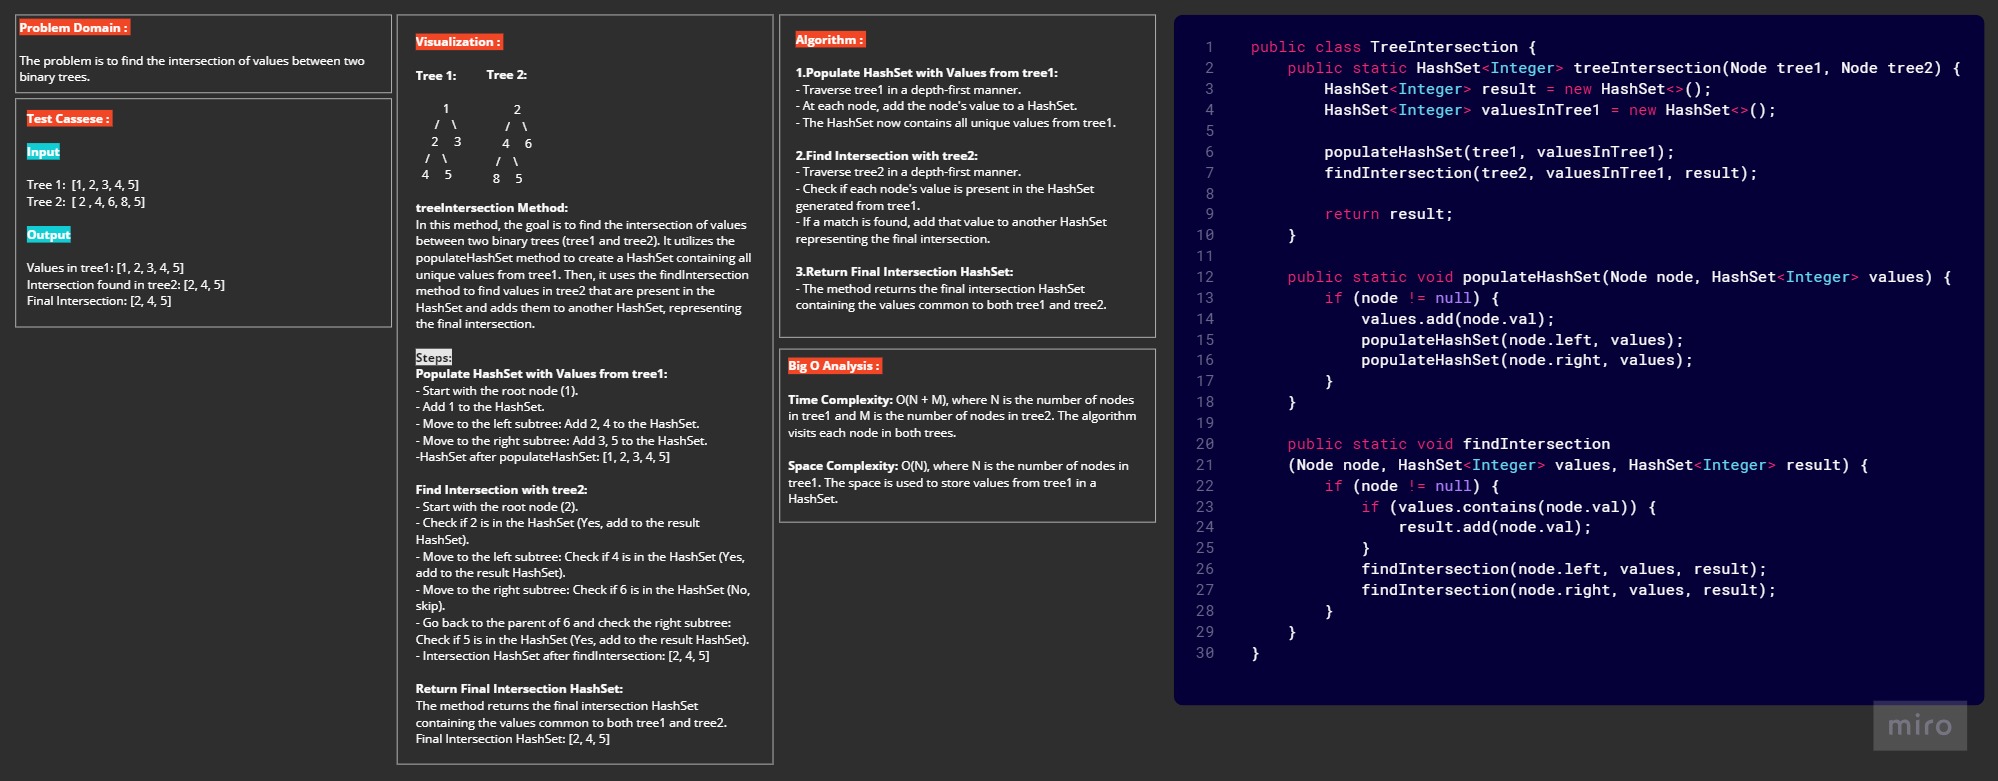 Problem Domain :
The problem is to find the intersection of values between two
binary trees.
Test Cassese :
Input
Tree 1:  [1, 2, 3, 4, 5]
Tree 2:  [ 2 , 4, 6, 8, 5]
Output
Values in tree1: [1, 2, 3, 4, 5]
Intersection found in tree2: [2, 4, 5]
Final Intersection: [2, 4, 5]
Visualization :
Tree 1:    Tree 2:
1    2
/ \    / \
2 3    4 6
/ \    / \
4 5    8 5
treeIntersection Method:
In this method, the goal is to find the intersection of values
between two binary trees (tree1 and tree2). It utilizes the
populateHashSet method to create a HashSet containing all
unique values from tree1. Then, it uses the findIntersection
method to find values in tree2 that are present in the
HashSet and adds them to another HashSet, representing
the final intersection.
Steps:
Populate HashSet with Values from tree1:
- Start with the root node (1).
- Add 1 to the HashSet.
- Move to the left subtree: Add 2, 4 to the HashSet.
- Move to the right subtree: Add 3, 5 to the HashSet.
-HashSet after populateHashSet: [1, 2, 3, 4, 5]
Find Intersection with tree2:
- Start with the root node (2).
- Check if 2 is in the HashSet (Yes, add to the result
HashSet).
- Move to the left subtree: Check if 4 is in the HashSet (Yes,
add to the result HashSet).
- Move to the right subtree: Check if 6 is in the HashSet (No,
skip).
- Go back to the parent of 6 and check the right subtree:
Check if 5 is in the HashSet (Yes, add to the result HashSet).
- Intersection HashSet after findIntersection: [2, 4, 5]
Return Final Intersection HashSet:
The method returns the final intersection HashSet
containing the values common to both tree1 and tree2.
Final Intersection HashSet: [2, 4, 5]
Algorithm :
1.Populate HashSet with Values from tree1:
- Traverse tree1 in a depth-first manner.
- At each node, add the node's value to a HashSet.
- The HashSet now contains all unique values from tree1.
2.Find Intersection with tree2:
- Traverse tree2 in a depth-first manner.
- Check if each node's value is present in the HashSet
generated from tree1.
- If a match is found, add that value to another HashSet
representing the final intersection.
3.Return Final Intersection HashSet:
- The method returns the final intersection HashSet
containing the values common to both tree1 and tree2.
Big O Analysis :
Time Complexity: O(N + M), where N is the number of nodes
in tree1 and M is the number of nodes in tree2. The algorithm
visits each node in both trees.
Space Complexity: O(N), where N is the number of nodes in
tree1. The space is used to store values from tree1 in a
HashSet.
1 public class TreeIntersection {
2     public static HashSet<Integer> treeIntersection(Node tree1, Node tree2) {
3         HashSet<Integer> result = new HashSet<>();
4         HashSet<Integer> valuesInTree1 = new HashSet<>();
5
6         populateHashSet(tree1, valuesInTree1);
7         findIntersection(tree2, valuesInTree1, result);
8
9         return result;
10     }
11
12     public static void populateHashSet(Node node, HashSet<Integer> values) {
13         if (node != null) {
14             values.add(node.val);
15             populateHashSet(node.left, values);
16             populateHashSet(node.right, values);
17         }
18     }
19
20     public static void findIntersection
21     (Node node, HashSet<Integer> values, HashSet<Integer> result) {
22         if (node != null) {
23             if (values.contains(node.val)) {
24                 result.add(node.val);
25             }
26             findIntersection(node.left, values, result);
27             findIntersection(node.right, values, result);
28         }
29     }
30 }
miro